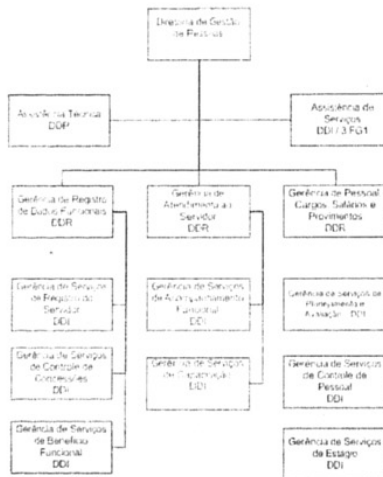 Diretoria de Gestão
de Pessoas
Assistência Técnica
DDR
Assistência de
Serviços
DDI / 3 FG1
Gerência de Registro
de Dados Funcionais
DDR
Gerência de
Atendimento ao
Servidor
DDR
Gerência de Pessoal
Cargos, Salários e
Provimentos
DDR
Gerência de Serviços
de Registro do
Servidor
DDI
Gerência de Serviços
de Acompanhamento
Funcional
DDI
Gerência de Serviços de
Planejamento e
Avaliação DDI
Gerência de Serviços
de Controle de
Concessões
DDI
Gerência de Serviços
de Capacitação
DDI
Gerência de Serviços
de Controle de
Pessoal
DDI
Gerência de Serviços
de Benefício
Funcional
DDI
Gerência de Serviços
de Estágio
DDI